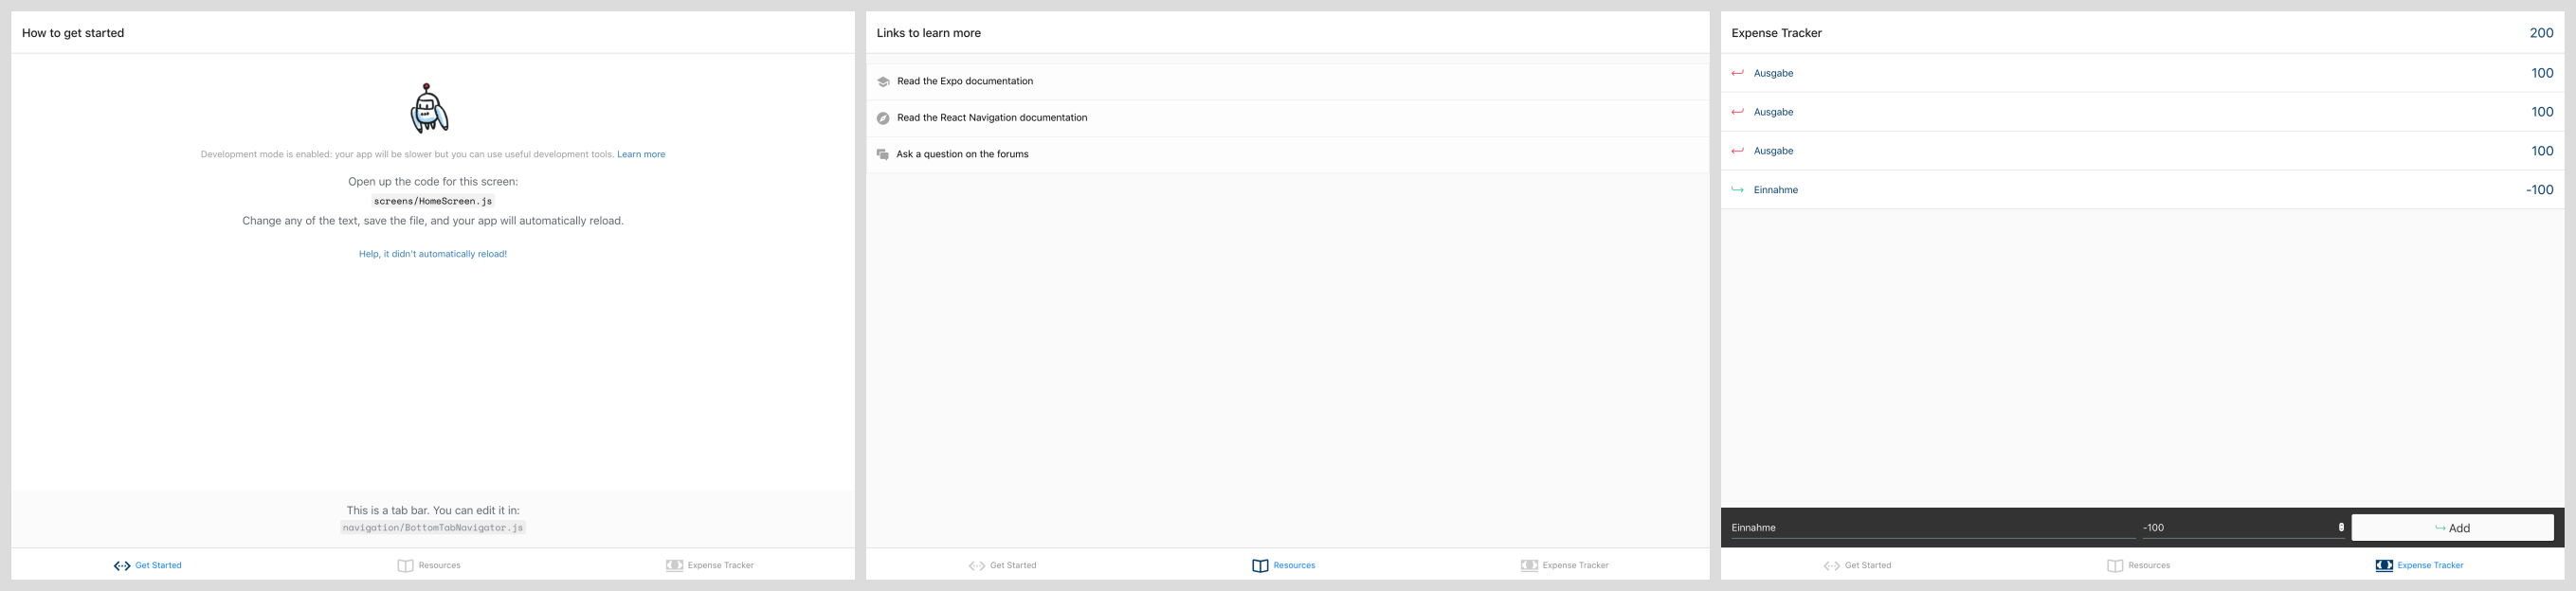 How to get started
Development mode is enabled: your app will be slower but you can use useful development tools. Learn more
Open up the code for this screen:
screens/HomeScreen.js
Change any of the text, save the file, and your app will automatically reload.
Help, it didn't automatically reload!
This is a tab bar. You can edit it in:
navigation/BottomTabNavigator.js
Get Started Resources Expense Tracker
Links to learn more
Read the Expo documentation
Read the React Navigation documentation
Ask a question on the forums
Get Started Resources Expense Tracker
Expense Tracker 200
Ausgabe 100
Ausgabe 100
Ausgabe 100
Einnahme -100
Einnahme -100 Add
Get Started Resources Expense Tracker